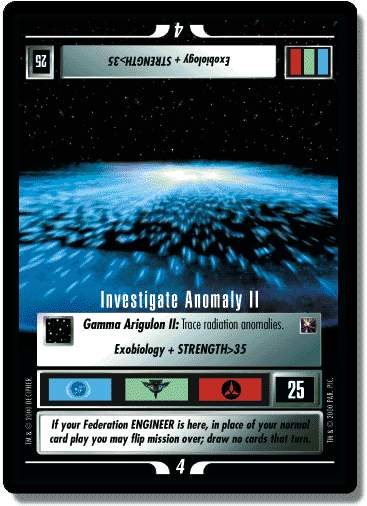 4
25
Exobiology + STRENGTH>35
Investigate Anomaly II
Gamma Arigulon II: Trace radiation anomalies.
Exobiology + STRENGTH>35
25
If your Federation ENGINEER is here, in place of your normal
card play you may flip mission over; draw no cards that turn.
TM & © 2000 DECIPHER.
TM & © 2000 PAR. PIC.
4